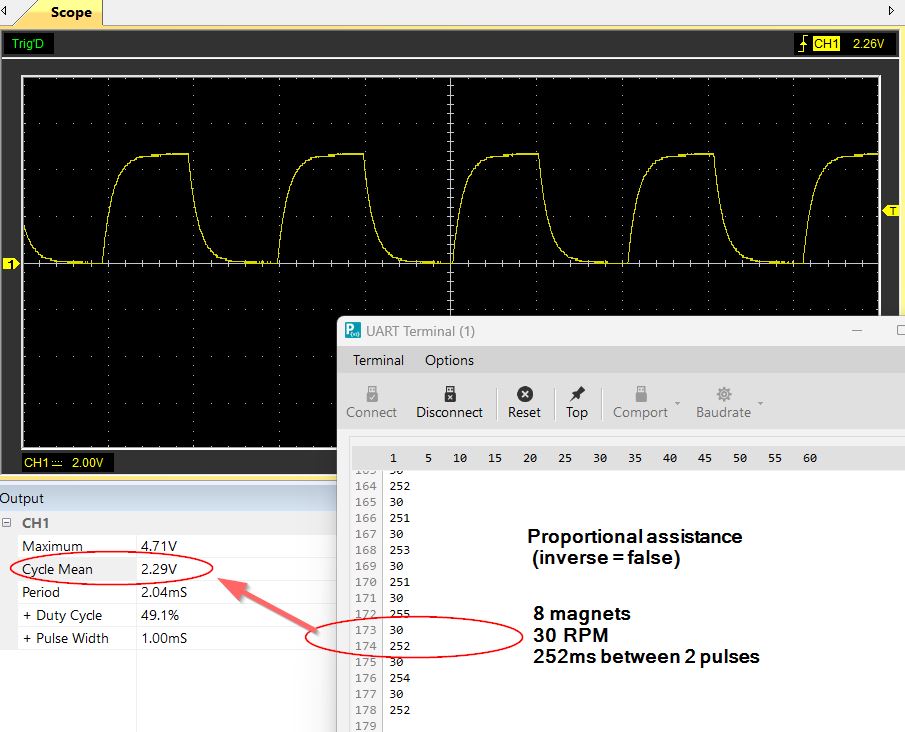 Scope
Trig'D
CH1 2.26V
T
1
CH1 2.00V
UART Terminal (1)
Terminal Options
Connect Disconnect Reset Top Comport Baudrate
1 5 10 15 20 25 30 35 40 45 50 55 60
163 30
164 252
165 30
166 251
167 30
168 253
169 30
170 251
171 30
172 255
173 30
174 252
175 30
176 254
177 30
178 252
179
Proportional assistance
(inverse = false)
8 magnets
30 RPM
252ms between 2 pulses
Output
CH1
Maximum 4.71V
Cycle Mean 2.29V
Period 2.04mS
+ Duty Cycle 49.1%
+ Pulse Width 1.00mS